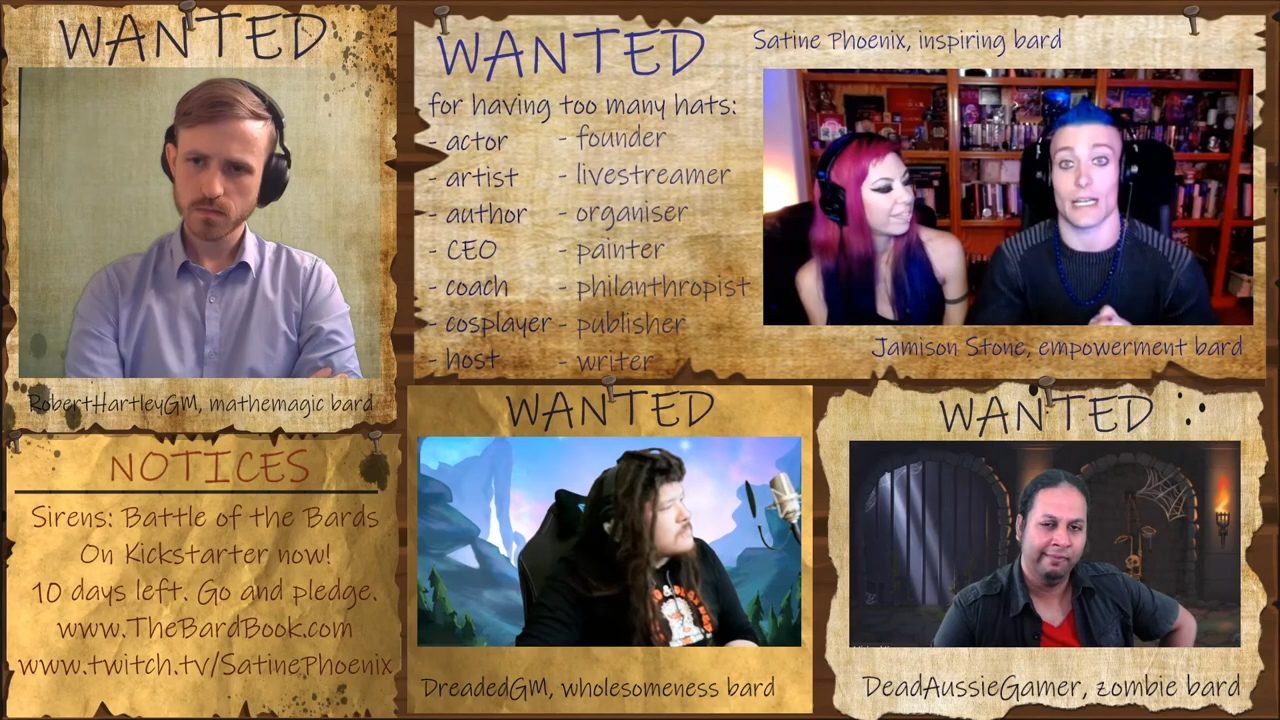 WANTED
RobertHartleyGM, mathemagic bard
NOTICES
Sirens: Battle of the Bards
On Kickstarter now!
10 days left. Go and pledge.
www.TheBardBook.com
www.twitch.tv/SatinePhoenix
WANTED
for having too many hats:
- actor
- artist
- author
- CEO
- coach
- cosplayer
- host
- founder
- livestreamer
- organiser
- painter
- philanthropist
- publisher
- writer
Satine Phoenix, inspiring bard
Jamison Stone, empowerment bard
WANTED
DreadedGM, wholesomeness bard
WANTED
DeadAussieGamer, zombie bard